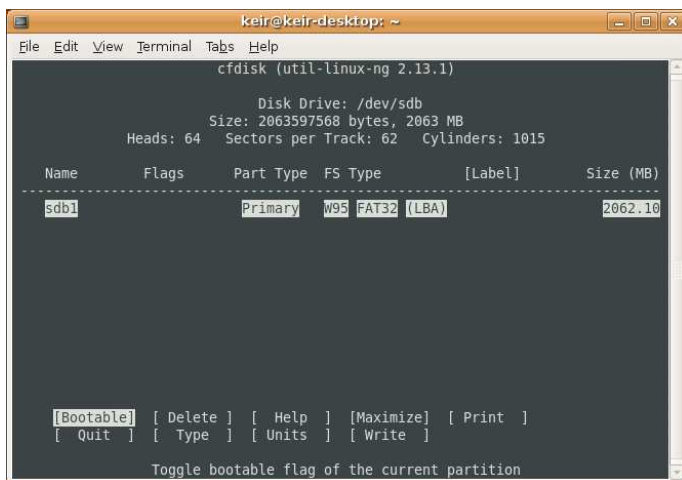 keir@keir-desktop: ~
File Edit View Terminal Tabs Help
cfdisk (util-linux-ng 2.13.1)
Disk Drive: /dev/sdb
Size: 2063597568 bytes, 2063 MB
Heads: 64 Sectors per Track: 62 Cylinders: 1015
Name Flags Part Type FS Type [Label] Size (MB)
sdb1 Primary W95 FAT32 (LBA) 2062.10
[Bootable] [ Delete ] [ Help ] [Maximize] [ Print ]
[ Quit ] [ Type ] [ Units ] [ Write ]
Toggle bootable flag of the current partition